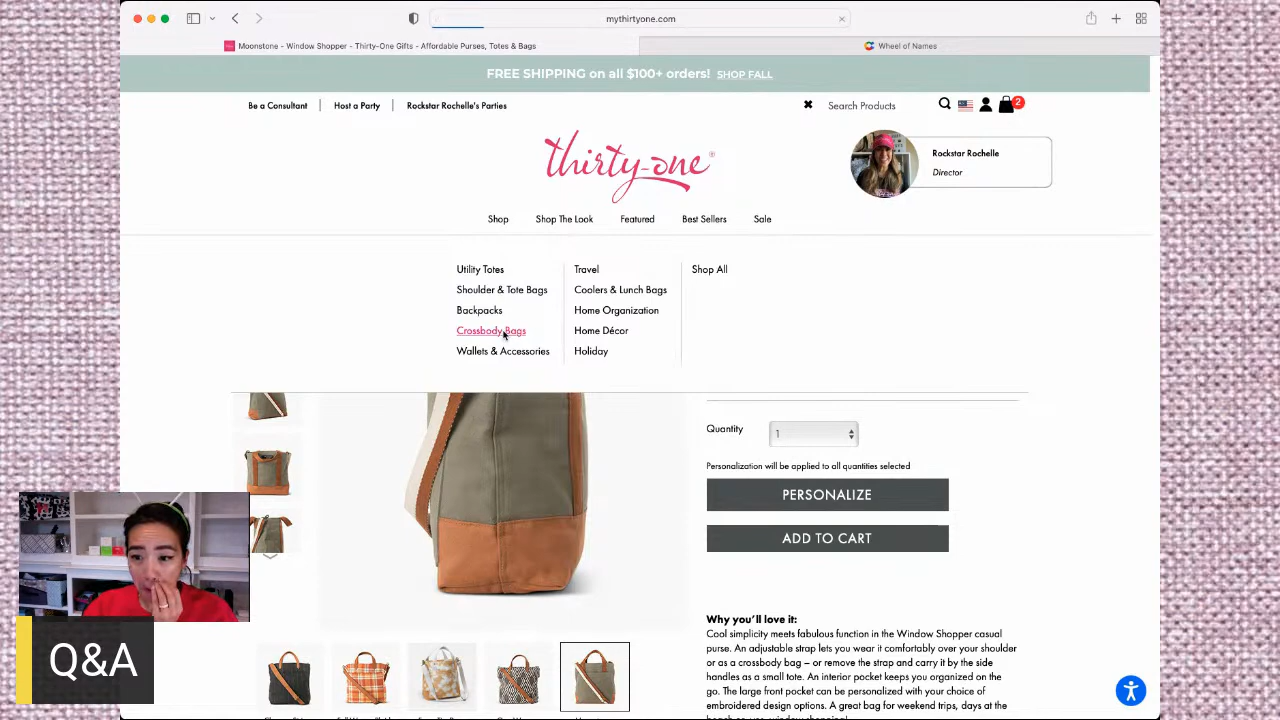 mythirtyone.com
Moonstone - Window Shopper - Thirty-One Gifts - Affordable Purses, Totes & Bags
Wheel of Names
FREE SHIPPING on all $100+ orders! SHOP FALL
Be a Consultant
Host a Party
Rockstar Rochelle's Parties
Search Products
2
thirty-one®
Rockstar Rochelle
Director
Shop
Shop The Look
Featured
Best Sellers
Sale
Utility Totes
Shoulder & Tote Bags
Backpacks
Crossbody Bags
Wallets & Accessories
Travel
Coolers & Lunch Bags
Home Organization
Home Décor
Holiday
Shop All
Quantity
1
Personalization will be applied to all quantities selected
PERSONALIZE
ADD TO CART
Why you'll love it:
Cool simplicity meets fabulous function in the Window Shopper casual
purse. An adjustable strap lets you wear it comfortably over your shoulder
or as a crossbody bag – or remove the strap and carry it by the side
handles as a small tote. An interior pocket keeps you organized on the
go. The large front pocket can be personalized with your choice of
embroidered design options. A great bag for weekend trips, days at the
Q&A